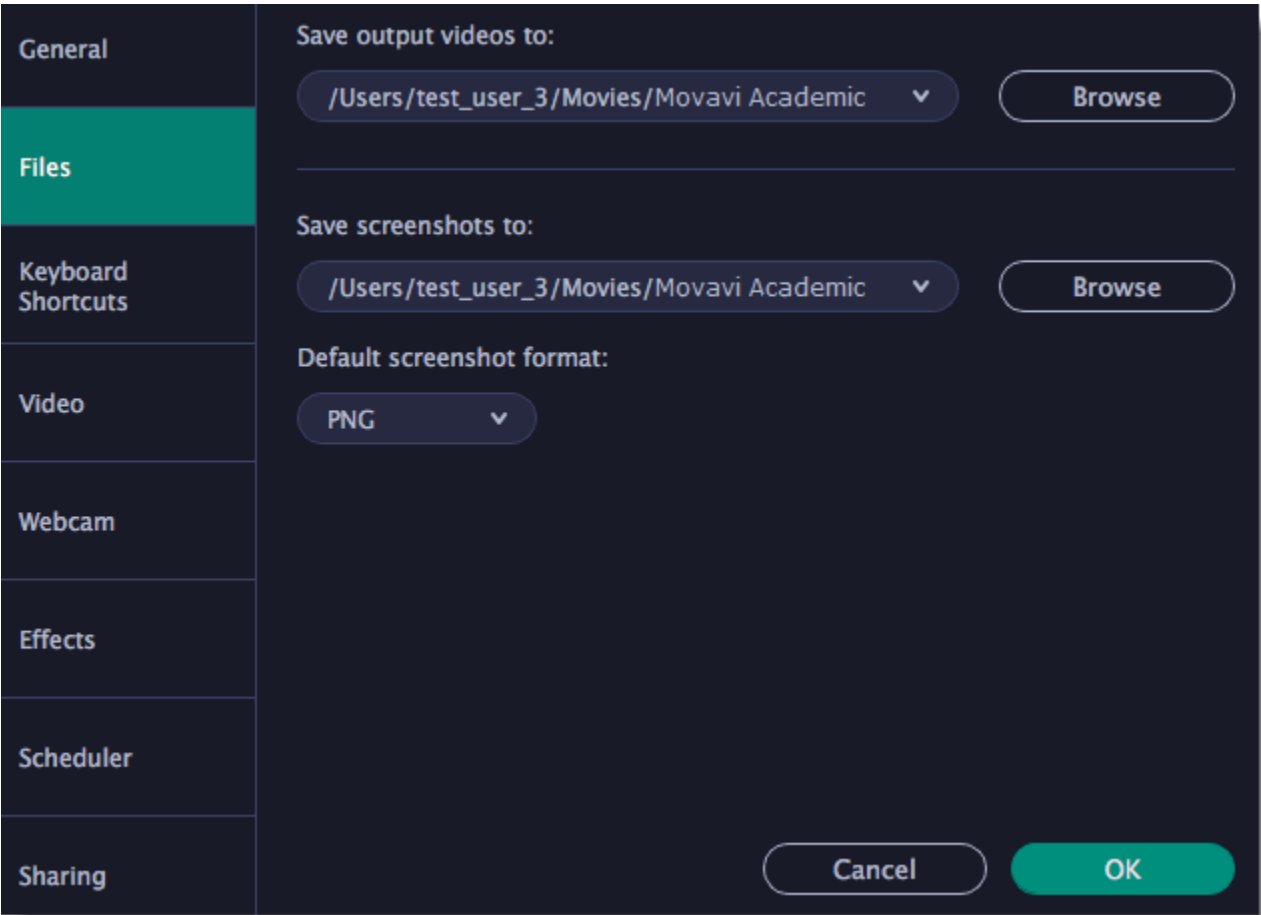 General
Files
Keyboard
Shortcuts
Video
Webcam
Effects
Scheduler
Sharing
Save output videos to:
/Users/test_user_3/Movies/Movavi Academic
Browse
Save screenshots to:
/Users/test_user_3/Movies/Movavi Academic
Browse
Default screenshot format:
PNG
Cancel
OK